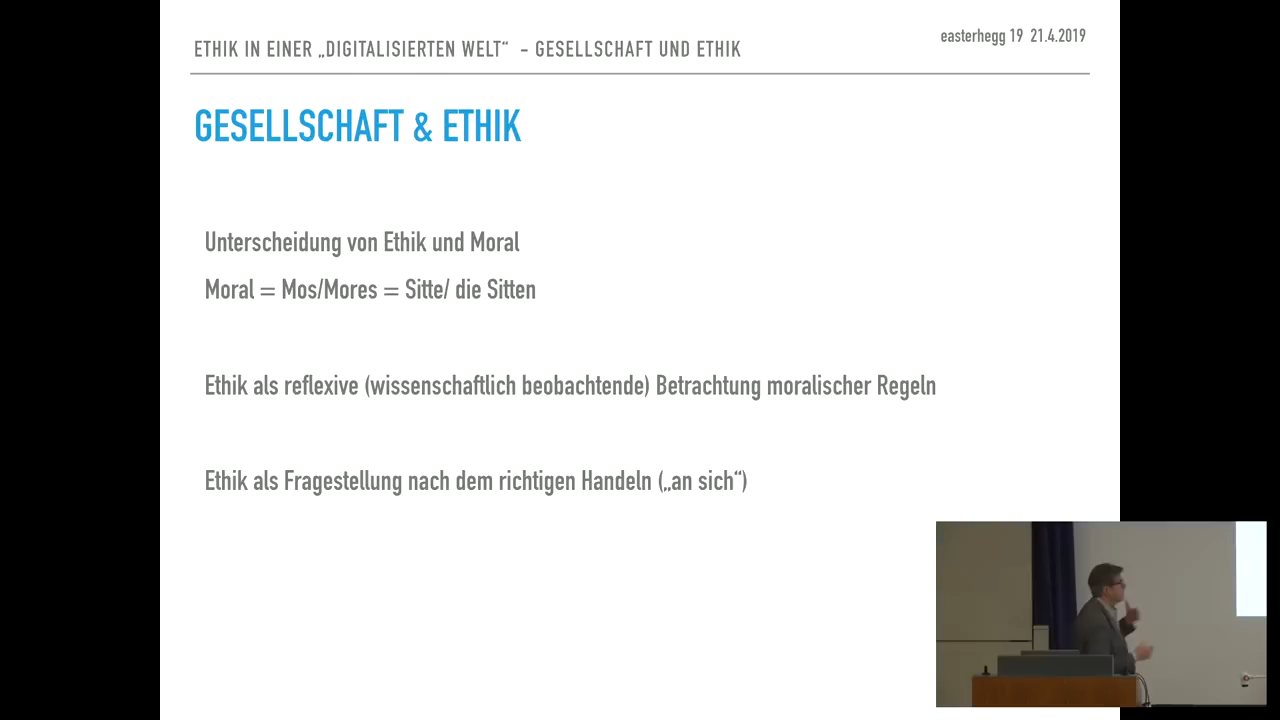 ETHIK IN EINER „DIGITALISIERTEN WELT“ - GESELLSCHAFT UND ETHIK
easterhegg 19 21.4.2019
GESELLSCHAFT & ETHIK
Unterscheidung von Ethik und Moral
Moral = Mos/Mores = Sitte/ die Sitten
Ethik als reflexive (wissenschaftlich beobachtende) Betrachtung moralischer Regeln
Ethik als Fragestellung nach dem richtigen Handeln („an sich“)